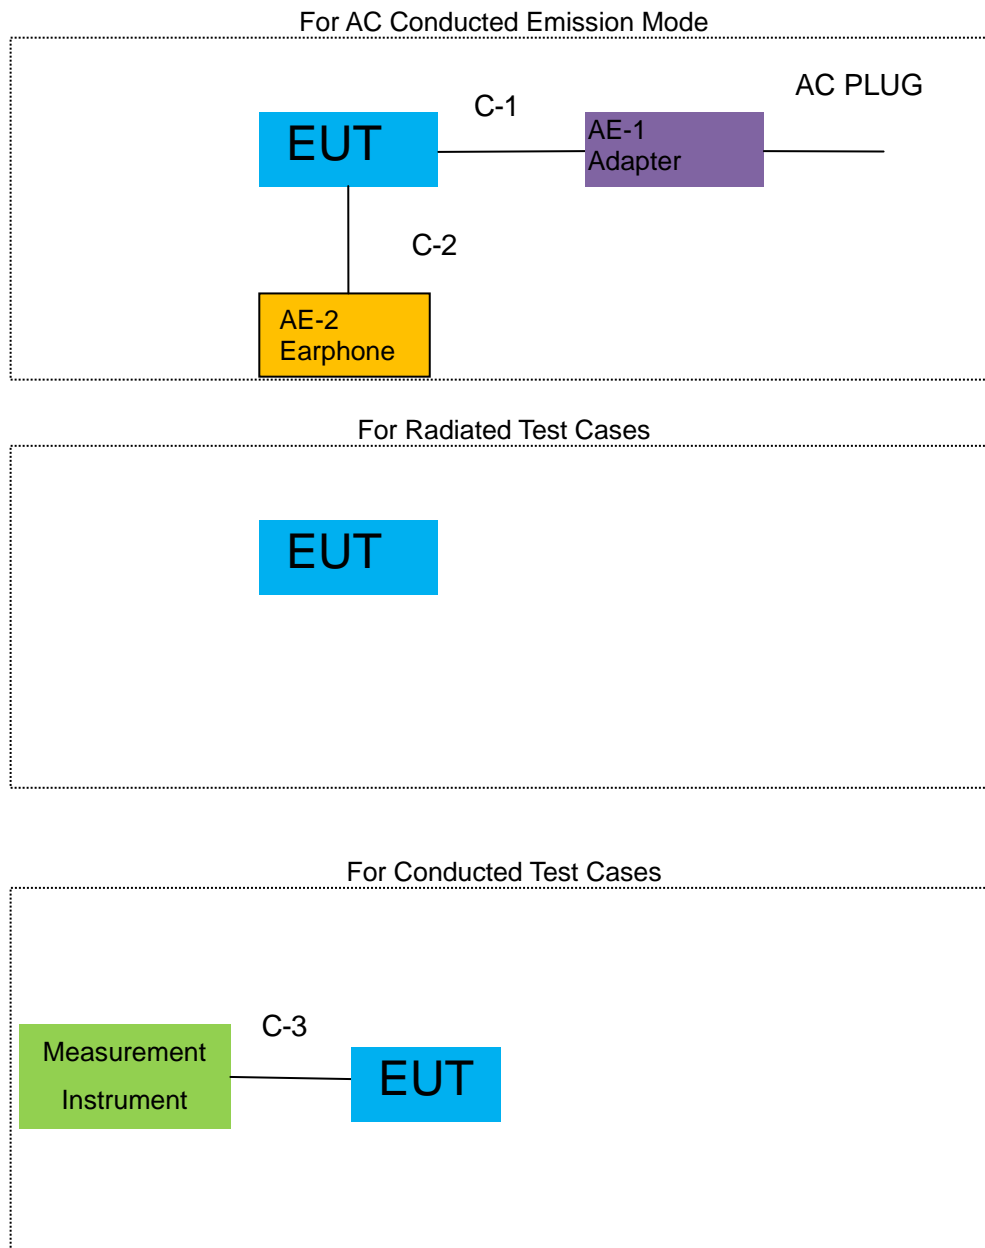 For AC Conducted Emission Mode
AC PLUG
C-1
EUT
AE-1
Adapter
C-2
AE-2
Earphone
For Radiated Test Cases
EUT
For Conducted Test Cases
C-3
Measurement
Instrument
EUT